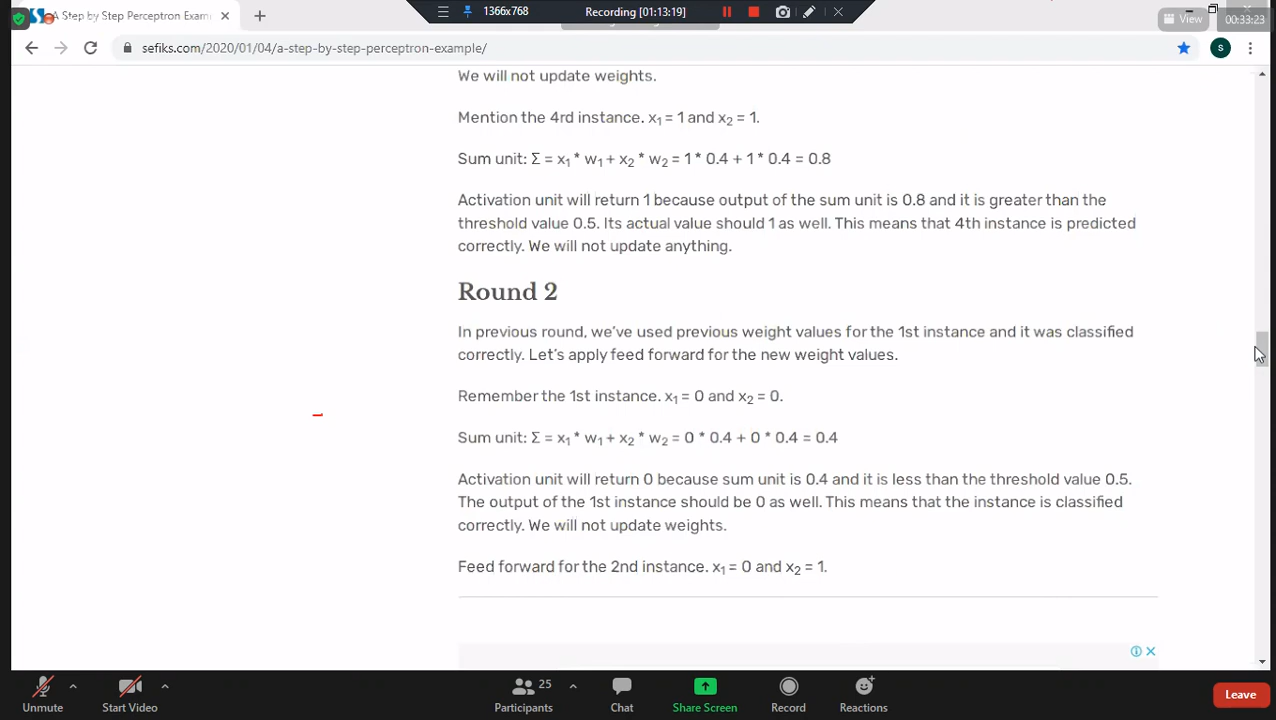 A Step by Step Perceptron Exam
1366x768
Recording [01:13:19]
View
00:33:23
sefiks.com/2020/01/04/a-step-by-step-perceptron-example/
S
We will not update weights.
Mention the 4rd instance. x1 = 1 and x2 = 1.
Sum unit: Σ = x1 * w1 + x2 * w2 = 1 * 0.4 + 1 * 0.4 = 0.8
Activation unit will return 1 because output of the sum unit is 0.8 and it is greater than the
threshold value 0.5. Its actual value should 1 as well. This means that 4th instance is predicted
correctly. We will not update anything.
Round 2
In previous round, we've used previous weight values for the 1st instance and it was classified
correctly. Let's apply feed forward for the new weight values.
Remember the 1st instance. x1 = 0 and x2 = 0.
Sum unit: Σ = x1 * w1 + x2 * w2 = 0 * 0.4 + 0 * 0.4 = 0.4
Activation unit will return 0 because sum unit is 0.4 and it is less than the threshold value 0.5.
The output of the 1st instance should be 0 as well. This means that the instance is classified
correctly. We will not update weights.
Feed forward for the 2nd instance. x1 = 0 and x2 = 1.
25
Unmute
Start Video
Participants
Chat
Share Screen
Record
Reactions
Leave